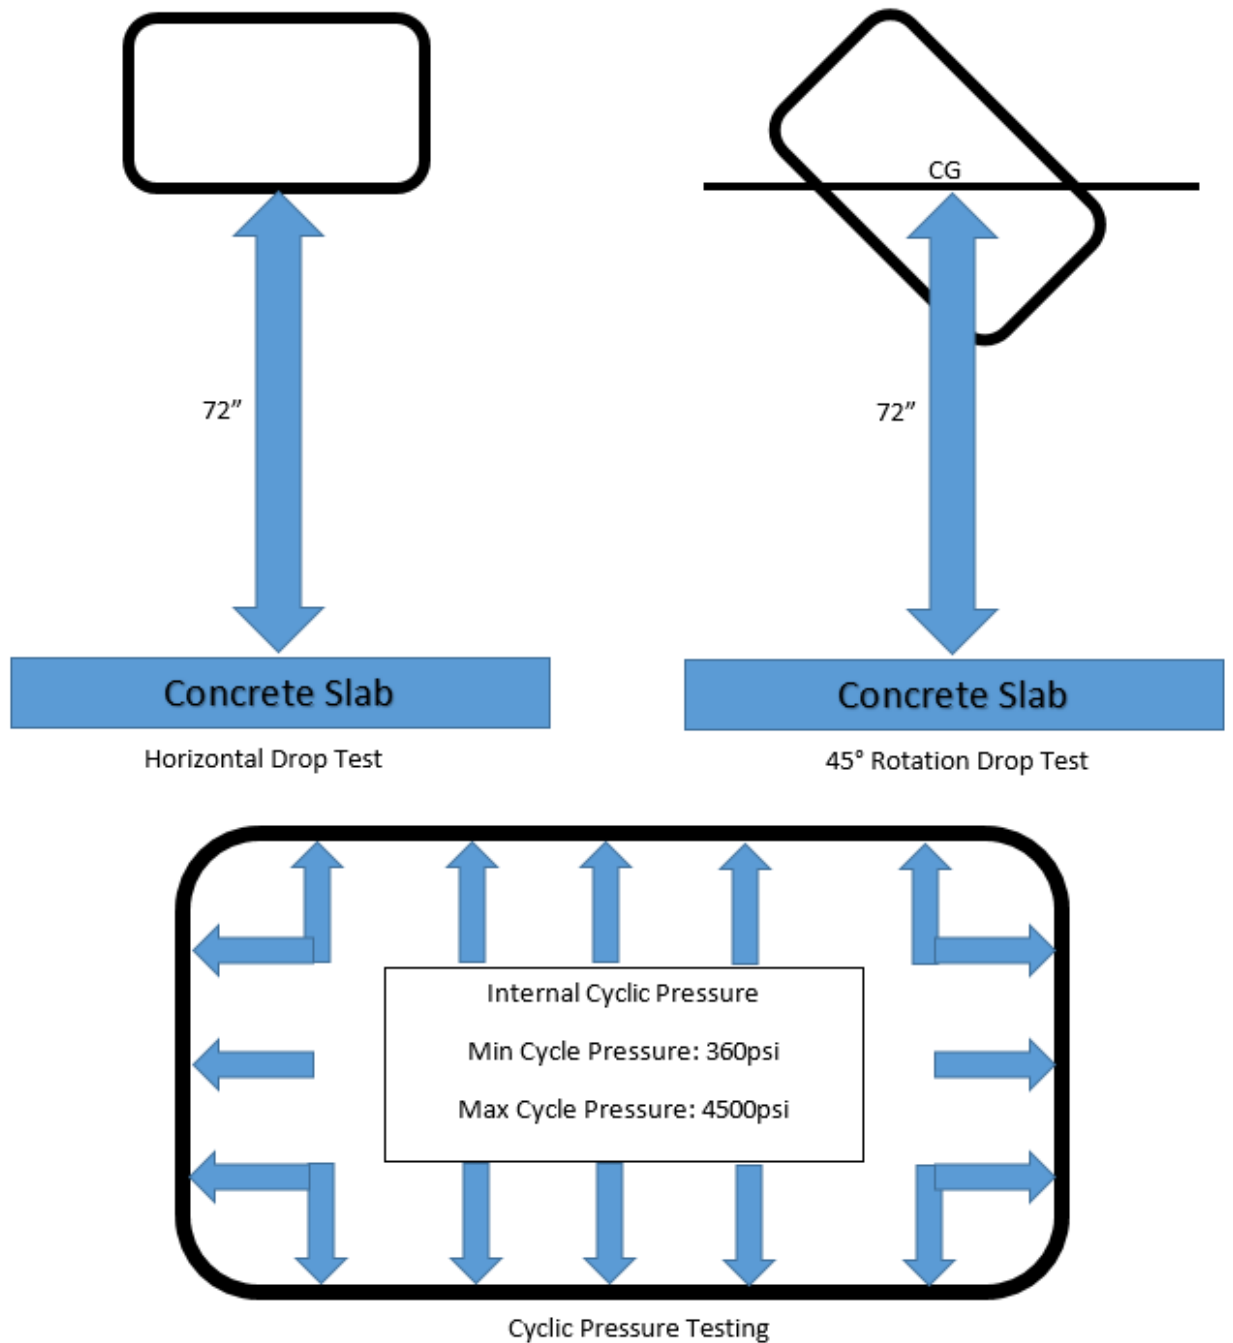 CG
72”
72”
Concrete Slab
Concrete Slab
Horizontal Drop Test
45° Rotation Drop Test
Internal Cyclic Pressure
Min Cycle Pressure: 360psi
Max Cycle Pressure: 4500psi
Cyclic Pressure Testing